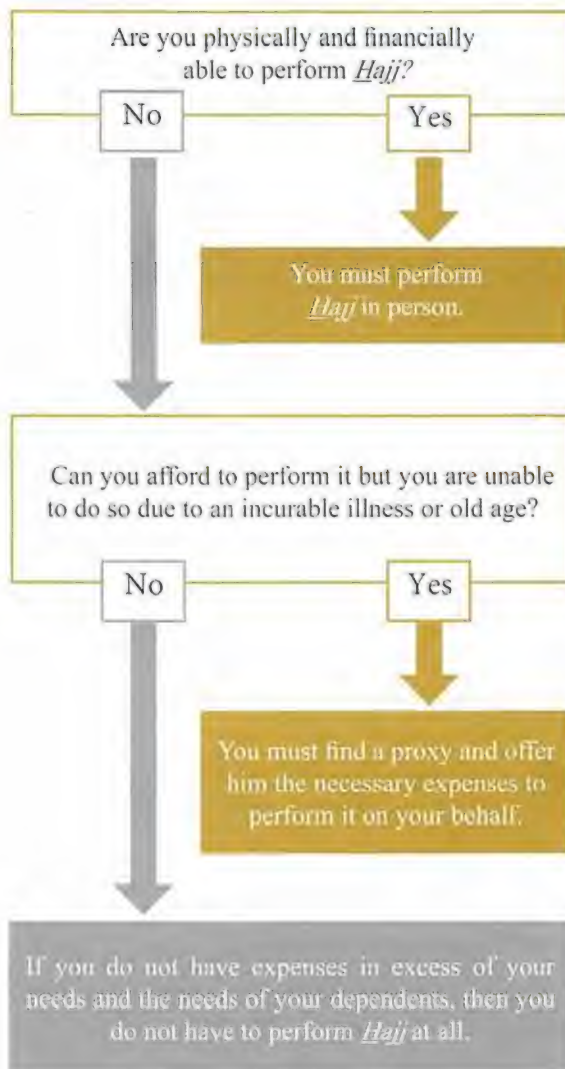 Are you physically and financially
able to perform Hajj?
No
Yes
You must perform
Hajj in person.
Can you afford to perform it but you are unable
to do so due to an incurable illness or old age?
No
Yes
You must find a proxy and offer
him the necessary expenses to
perform it on your behalf.
If you do not have expenses in excess of your
needs and the needs of your dependents, then you
do not have to perform Hajj at all.